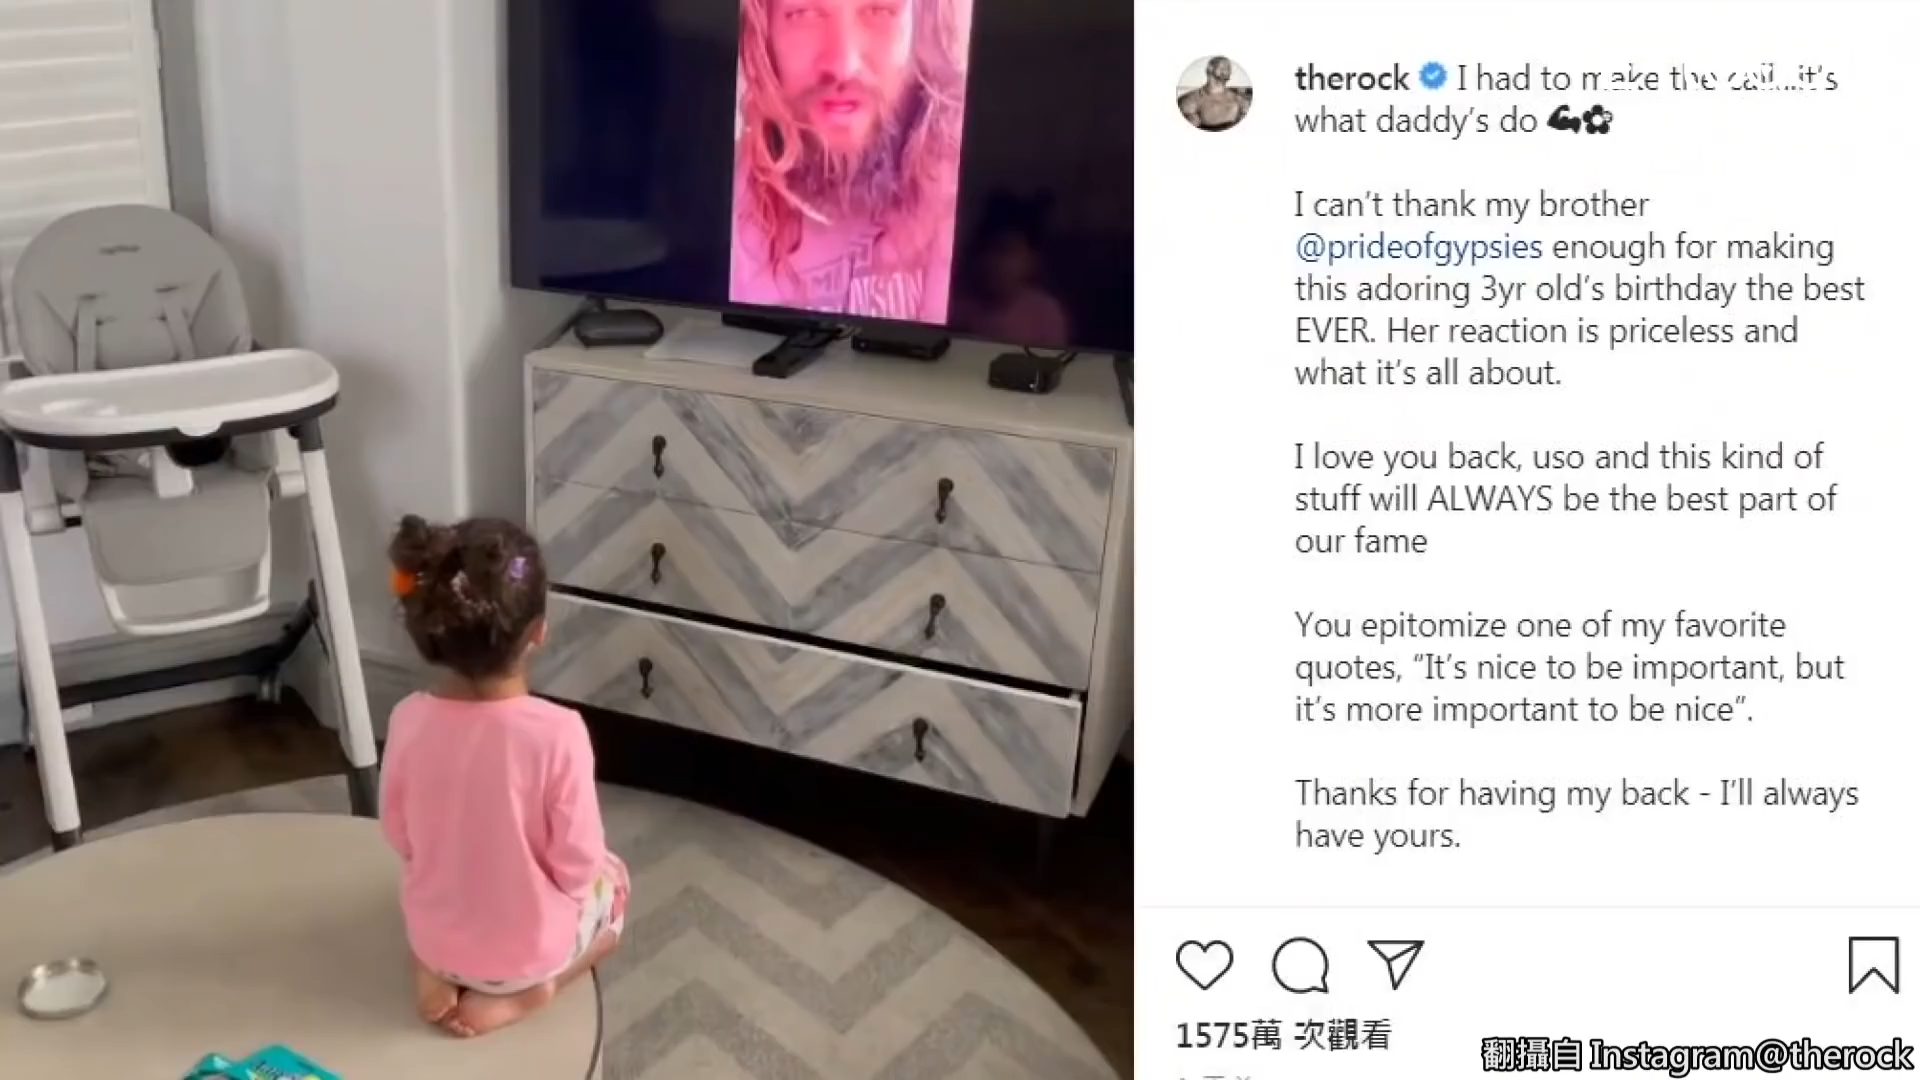 therock I had to make the call.. it's
what daddy's do
I can't thank my brother
@prideofgypsies enough for making
this adoring 3yr old's birthday the best
EVER. Her reaction is priceless and
what it's all about.
I love you back, uso and this kind of
stuff will ALWAYS be the best part of
our fame
You epitomize one of my favorite
quotes, “It's nice to be important, but
it's more important to be nice”.
Thanks for having my back - I'll always
have yours.
1575萬 次觀看
翻攝自 Instagram@therock